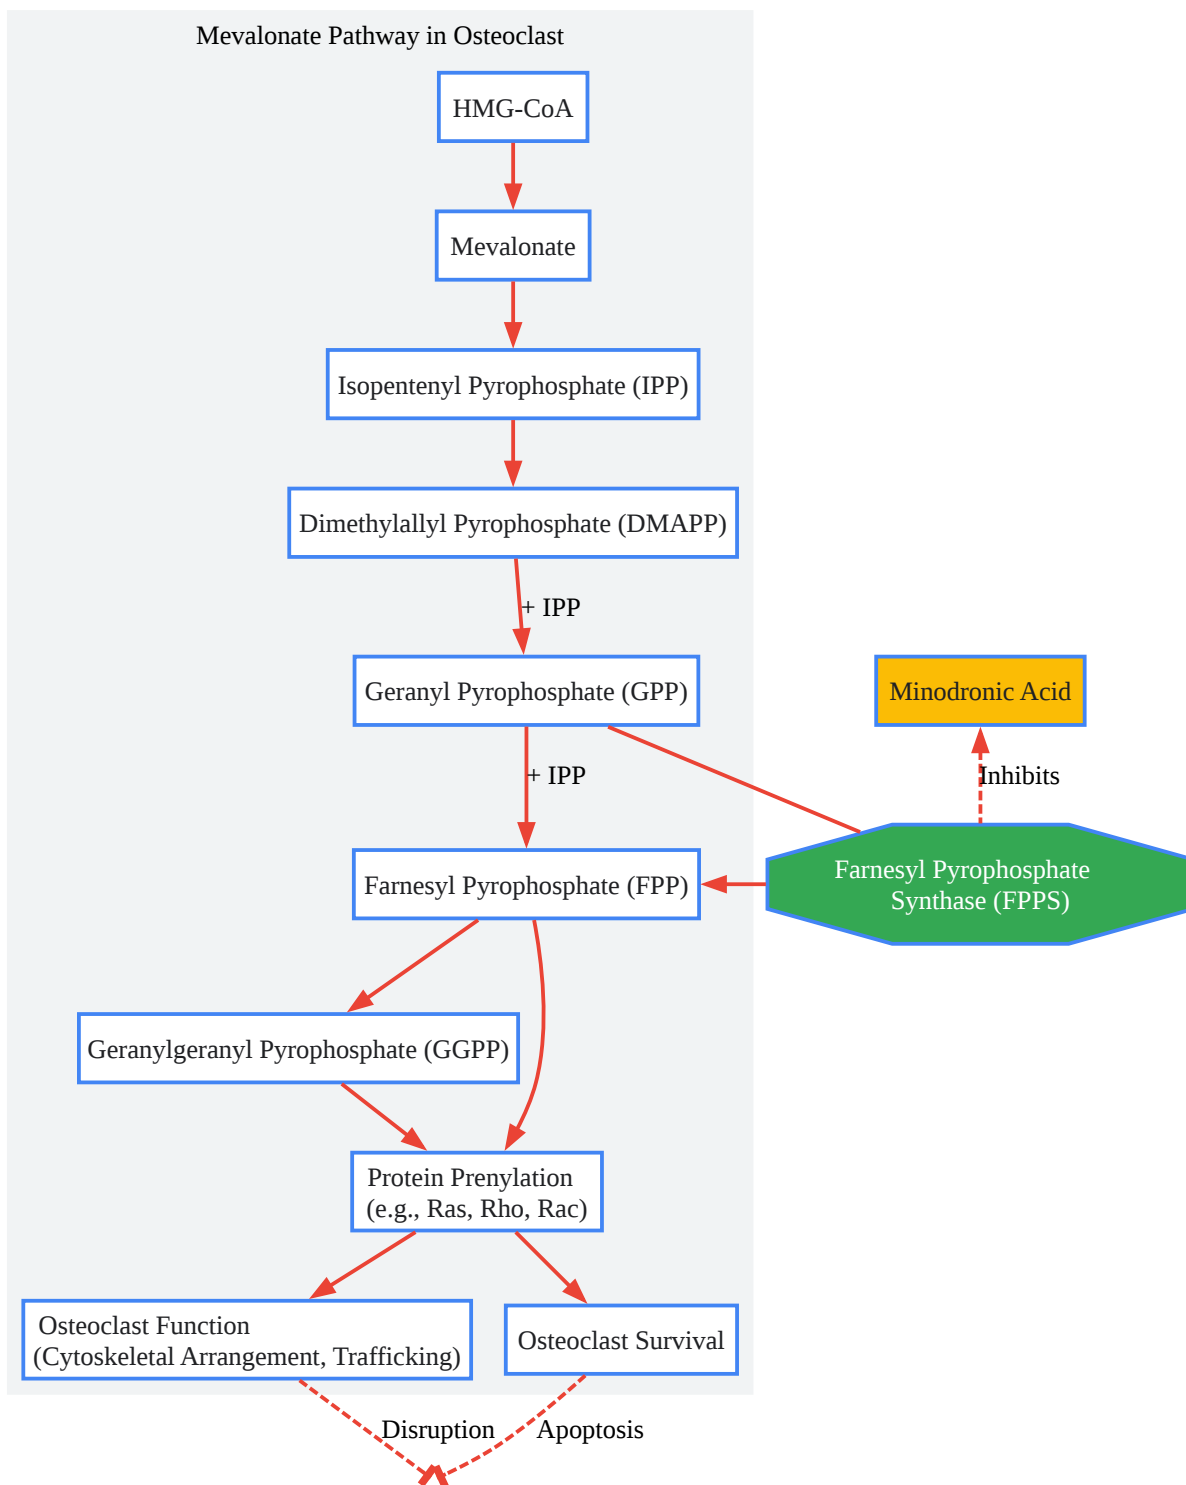 Mevalonate Pathway in Osteoclast
HMG-CoA
Mevalonate
Isopentenyl Pyrophosphate (IPP)
Dimethylallyl Pyrophosphate (DMAPP)
+ IPP
Geranyl Pyrophosphate (GPP)
Minodronic Acid
+ IPP
Inhibits
Farnesyl Pyrophosphate (FPP)
Farnesyl Pyrophosphate
Synthase (FPPS)
Geranylgeranyl Pyrophosphate (GGPP)
Protein Prenylation
(e.g., Ras, Rho, Rac)
Osteoclast Function
(Cytoskeletal Arrangement, Trafficking)
Osteoclast Survival
Disruption
Apoptosis